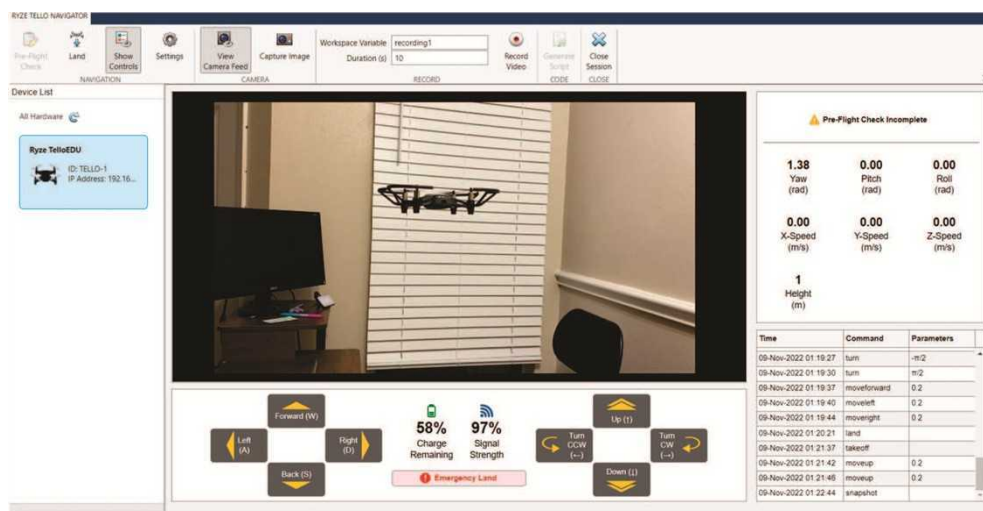 RYZE TELLO NAVIGATOR
Pre-Flight Check
Land
Show Controls
Settings
View Camera Feed
Capture Image
Workspace Variable recording1
Duration (s) 10
Record Video
Generate Script
Close Session
NAVIGATION CAMERA RECORD CODE CLOSE
Device List
All Hardware
Ryze TelloEDU
ID: TELLO-1
IP Address: 192.16...
Pre-Flight Check Incomplete
1.38 0.00 0.00
Yaw Pitch Roll
(rad) (rad) (rad)
0.00 0.00 0.00
X-Speed Y-Speed Z-Speed
(m/s) (m/s) (m/s)
1
Height
(m)
Time Command Parameters
09-Nov-2022 01:19:27 turn -π/2
09-Nov-2022 01:19:30 turn π/2
09-Nov-2022 01:19:37 moveforward 0.2
09-Nov-2022 01:19:40 moveleft 0.2
09-Nov-2022 01:19:44 moveright 0.2
09-Nov-2022 01:20:21 land
09-Nov-2022 01:21:37 takeoff
09-Nov-2022 01:21:42 moveup 0.2
09-Nov-2022 01:21:46 moveup 0.2
09-Nov-2022 01:22:44 snapshot
Forward (W)
Left (A)
Right (D)
Back (S)
58% 97%
Charge Remaining
Signal Strength
Emergency Land
Up (↑)
Turn CCW (←)
Turn CW (→)
Down (↓)